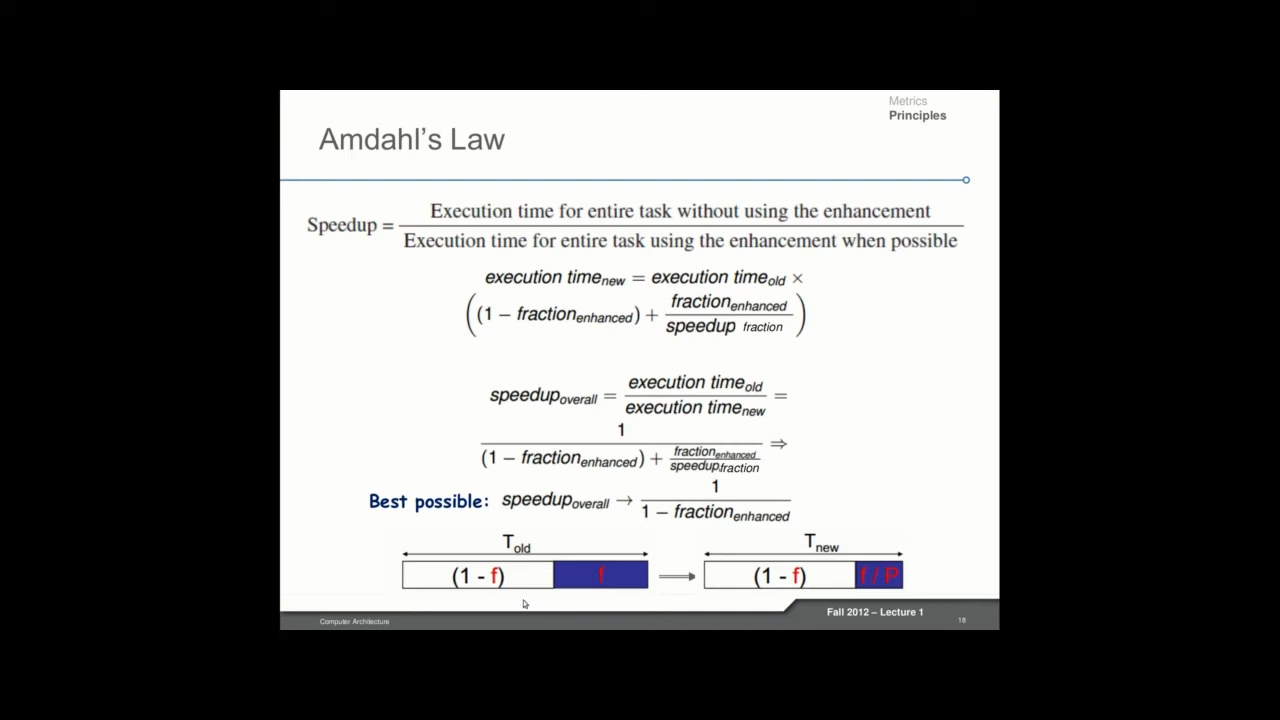 Metrics
Principles
Amdahl's Law
Speedup = Execution time for entire task without using the enhancement
Execution time for entire task using the enhancement when possible
execution time_new = execution time_old ×
((1 − fraction_enhanced) + fraction_enhanced / speedup fraction)
speedup_overall = execution time_old / execution time_new =
1 / ((1 − fraction_enhanced) + fraction_enhanced / speedup_fraction) ⇒
Best possible: speedup_overall → 1 / (1 − fraction_enhanced)
T_old T_new
(1 - f) f ⇒ (1 - f) f / P
Fall 2012 – Lecture 1
Computer Architecture 18